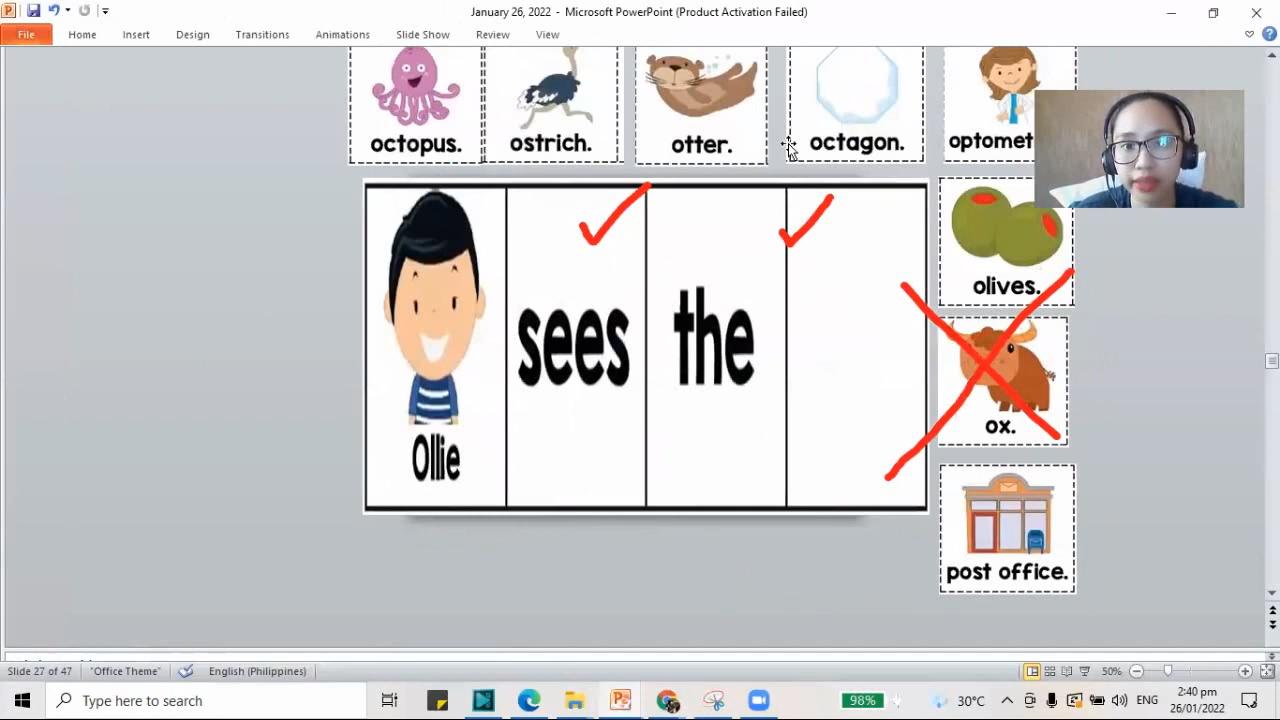 January 26, 2022 - Microsoft PowerPoint (Product Activation Failed)
File Home Insert Design Transitions Animations Slide Show Review View
octopus. ostrich. otter. octagon. optomet
olives.
sees the
ox.
Ollie
post office.
Slide 27 of 47 "Office Theme" English (Philippines) 50%
Type here to search 98% 30°C ENG 2:40 pm
26/01/2022